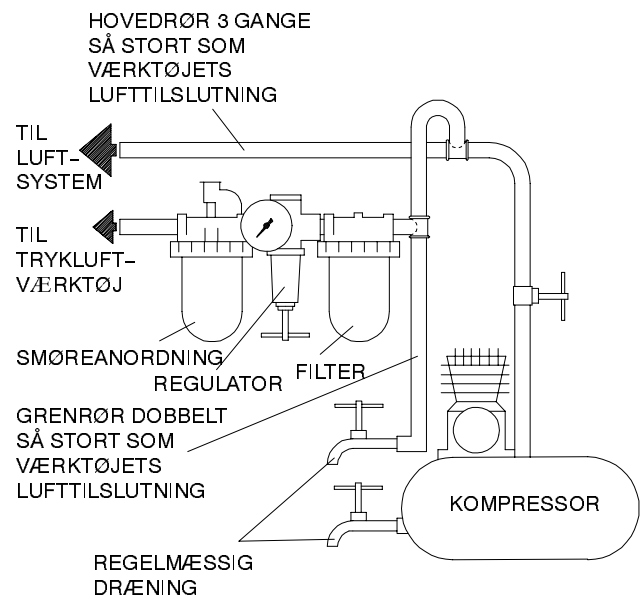 HOVEDRØR 3 GANGE
SÅ STORT SOM
VÆRKTØJETS
LUFTTILSLUTNING
TIL
LUFT–
SYSTEM
TIL
TRYKLUFT–
VÆRKTØJ
SMØREANORDNING
REGULATOR
FILTER
GRENRØR DOBBELT
SÅ STORT SOM
VÆRKTØJETS
LUFTTILSLUTNING
KOMPRESSOR
REGELMÆSSIG
DRÆNING